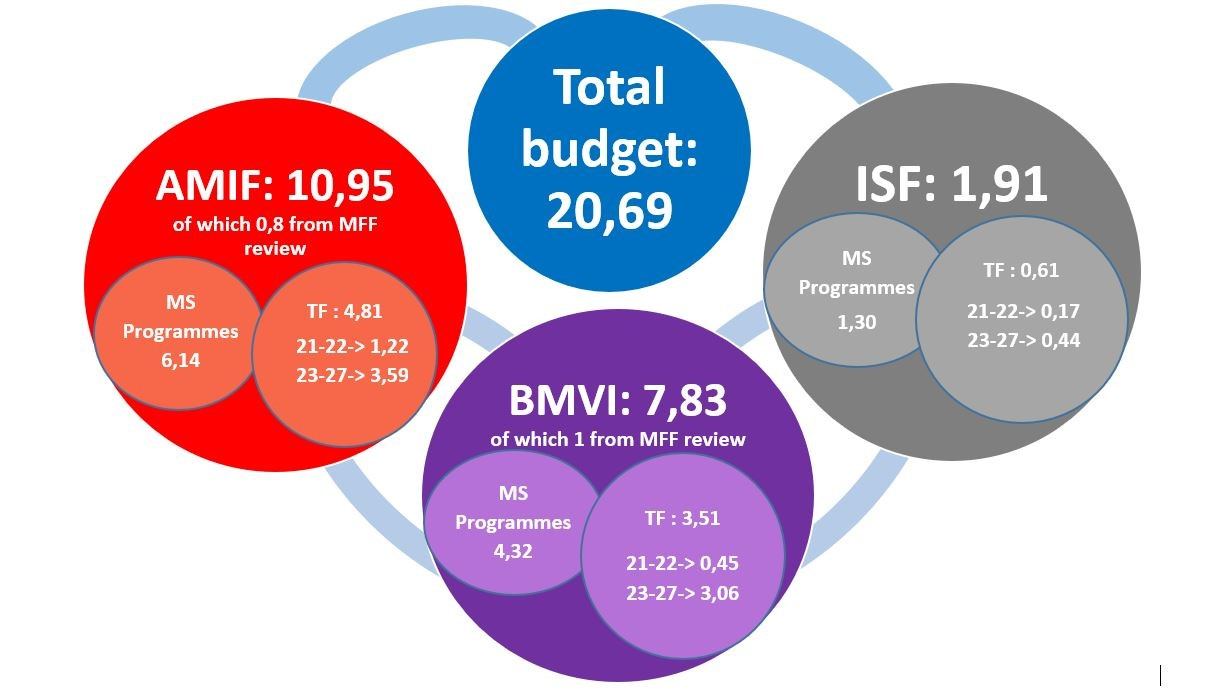 Total
budget:
20,69
AMIF: 10,95
of which 0,8 from MFF
review
MS
Programmes
6,14
TF : 4,81
21-22-> 1,22
23-27-> 3,59
BMVI: 7,83
of which 1 from MFF review
MS
Programmes
4,32
TF : 3,51
21-22-> 0,45
23-27-> 3,06
ISF: 1,91
MS
Programmes
1,30
TF : 0,61
21-22-> 0,17
23-27-> 0,44